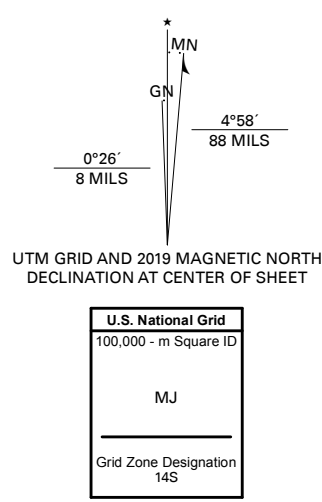 ★
MN
GN
4°58´
88 MILS
0°26´
8 MILS
UTM GRID AND 2019 MAGNETIC NORTH
DECLINATION AT CENTER OF SHEET
U.S. National Grid
100,000 - m Square ID
MJ
Grid Zone Designation
14S